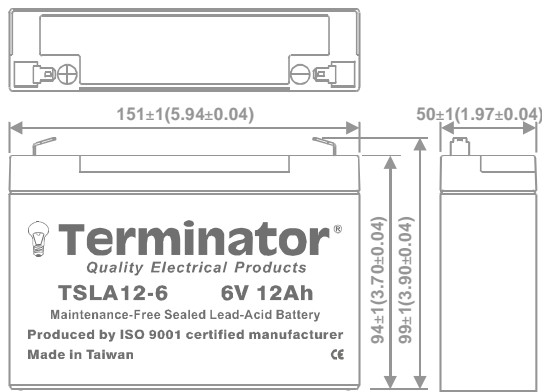 151±1(5.94±0.04)
50±1(1.97±0.04)
Terminator®
Quality Electrical Products
TSLA12-6 6V 12Ah
Maintenance-Free Sealed Lead-Acid Battery
Produced by ISO 9001 certified manufacturer
Made in Taiwan CE
94±1(3.70±0.04)
99±1(3.90±0.04)